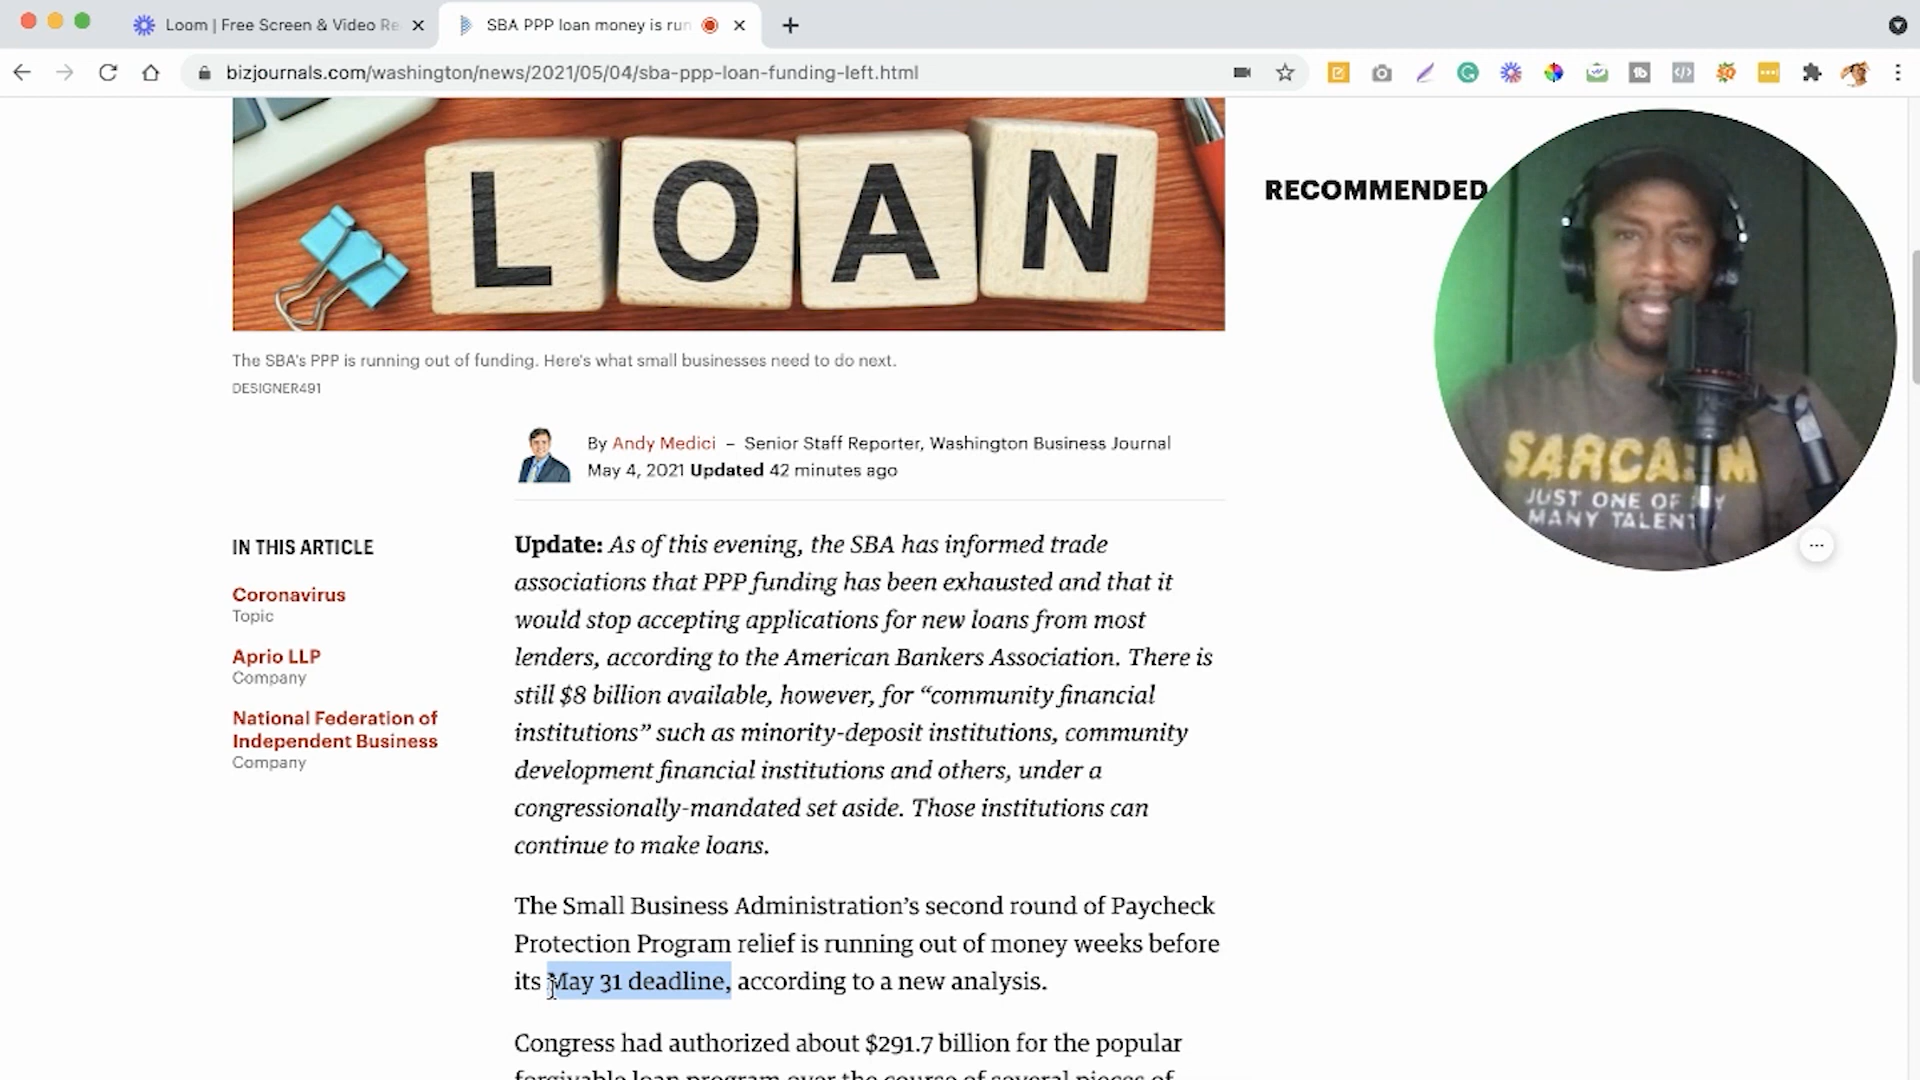 Loom | Free Screen & Video Re
SBA PPP loan money is run
bizjournals.com/washington/news/2021/05/04/sba-ppp-loan-funding-left.html
LOAN
RECOMMENDED
SARCASM
JUST ONE OF MY
MANY TALENT
The SBA's PPP is running out of funding. Here's what small businesses need to do next.
DESIGNER491
By Andy Medici – Senior Staff Reporter, Washington Business Journal
May 4, 2021 Updated 42 minutes ago
IN THIS ARTICLE
Coronavirus
Topic
Aprio LLP
Company
National Federation of
Independent Business
Company
Update: As of this evening, the SBA has informed trade
associations that PPP funding has been exhausted and that it
would stop accepting applications for new loans from most
lenders, according to the American Bankers Association. There is
still $8 billion available, however, for “community financial
institutions” such as minority-deposit institutions, community
development financial institutions and others, under a
congressionally-mandated set aside. Those institutions can
continue to make loans.
The Small Business Administration’s second round of Paycheck
Protection Program relief is running out of money weeks before
its May 31 deadline, according to a new analysis.
Congress had authorized about $291.7 billion for the popular
forgivable loan program over the course of several pieces of